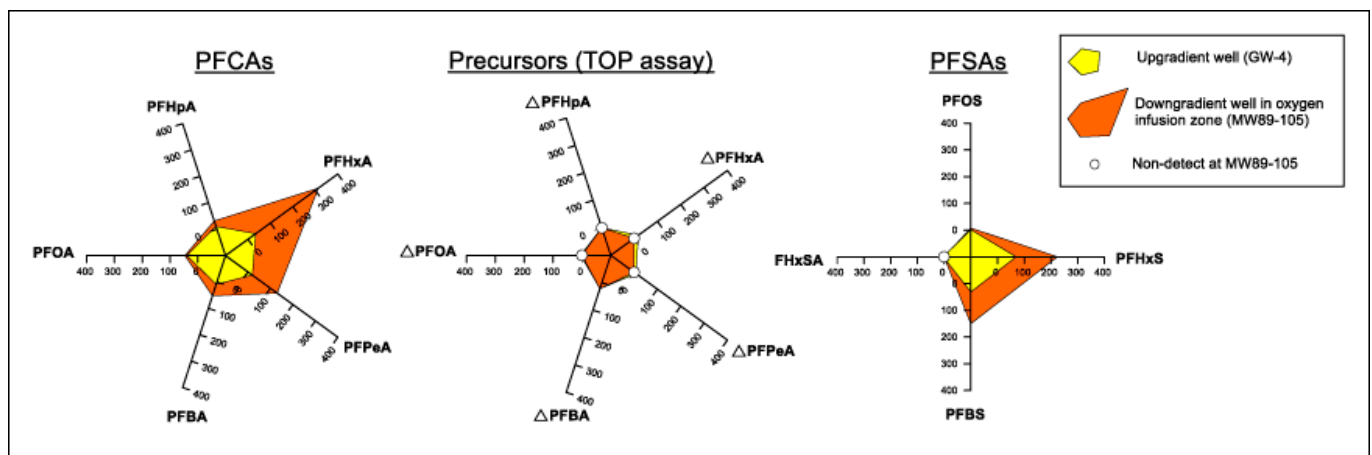 PFCAs
Precursors (TOP assay)
PFSAs
Upgradient well (GW-4)
Downgradient well in oxygen
infusion zone (MW89-105)
Non-detect at MW89-105
PFHpA
400
300
200
100
0
PFHxA
400
300
200
100
0
PFOA
400 300 200 100 0
PFPeA
100
200
300
400
PFBA
0
100
200
300
400
△PFHpA
400
300
200
100
0
△PFHxA
400
300
200
100
0
△PFOA
400 300 200 100 0
△PFPeA
100
200
300
400
△PFBA
0
100
200
300
400
PFOS
400
300
200
100
0
FHxSA
400 300 200 100 0
0 100 200 300 400
PFHxS
0
100
200
300
400
PFBS